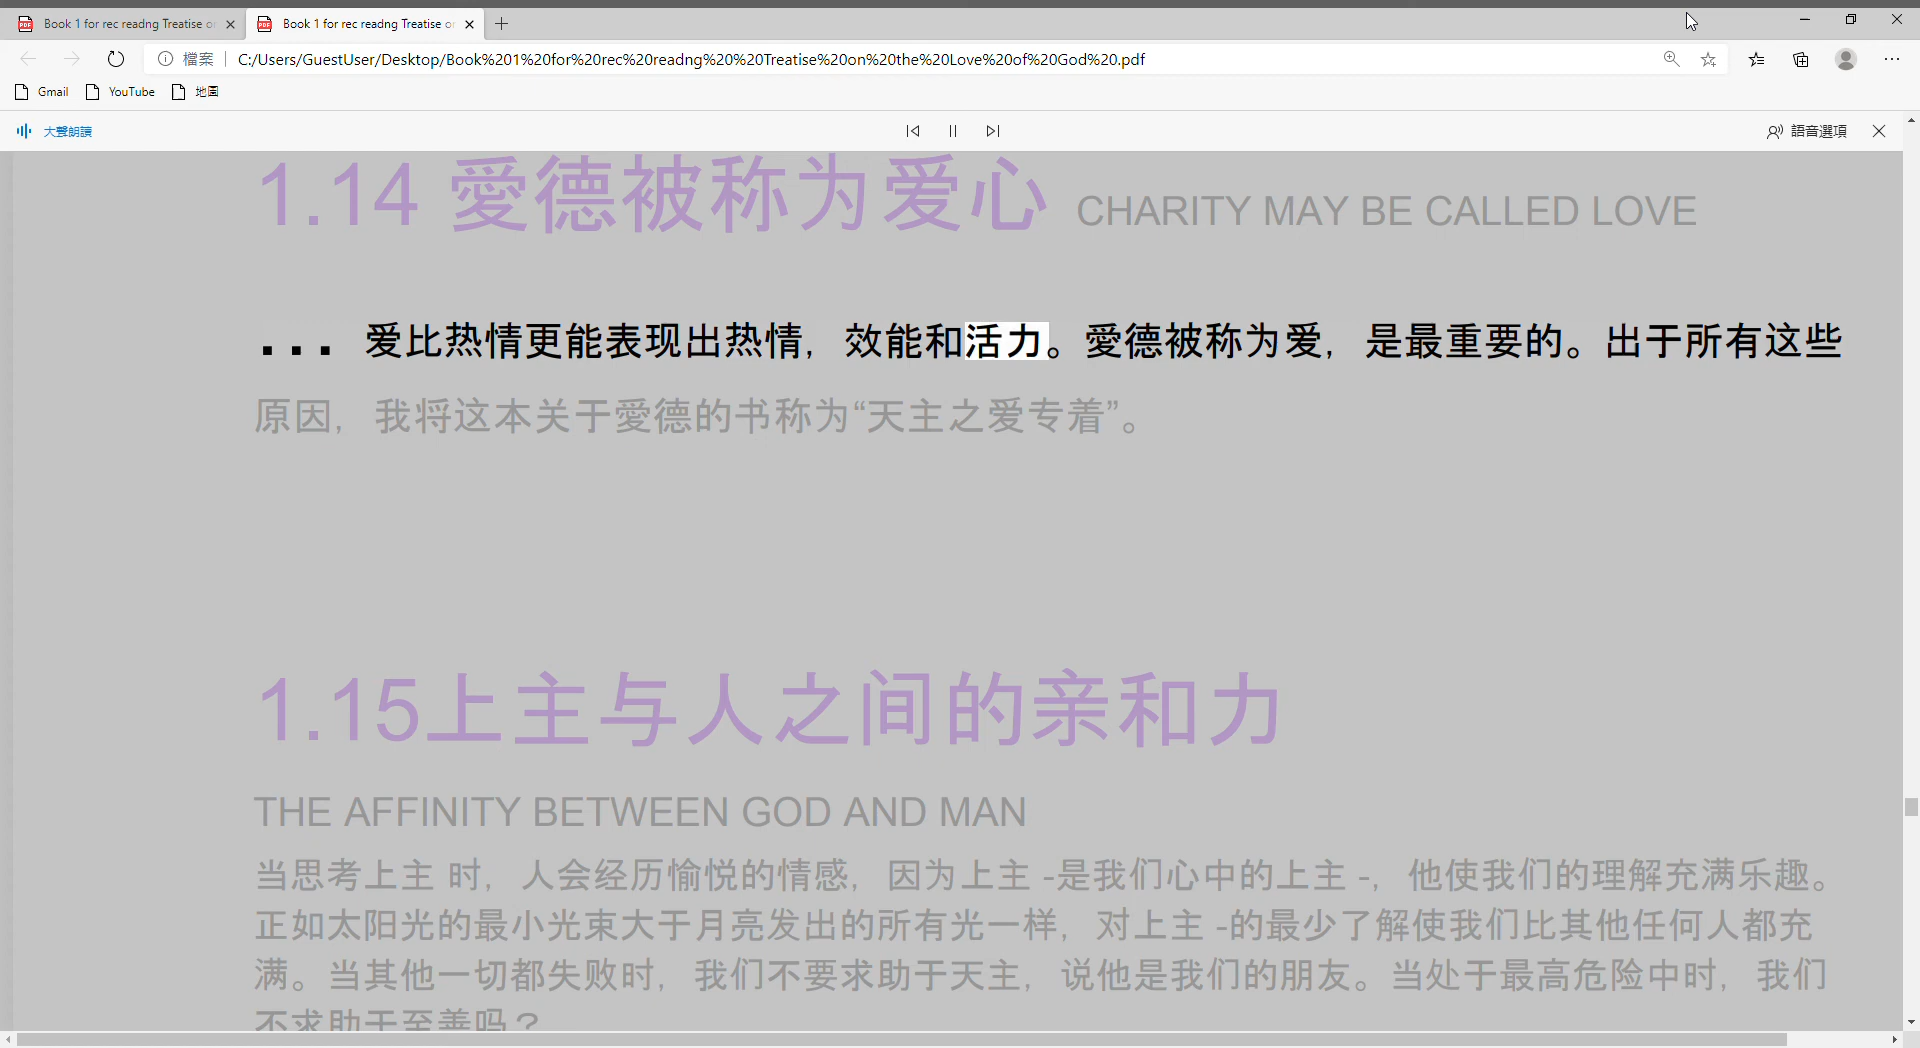 Book 1 for rec readng Treatise or
Book 1 for rec readng Treatise or
檔案
C:/Users/GuestUser/Desktop/Book%201%20for%20rec%20readng%20%20Treatise%20on%20the%20Love%20of%20God%20.pdf
Gmail YouTube 地圖
大聲朗讀
語音選項
1.14 愛德被称为爱心 CHARITY MAY BE CALLED LOVE
... 爱比热情更能表现出热情，效能和活力。愛德被称为爱，是最重要的。出于所有这些
原因，我将这本关于愛德的书称为“天主之爱专着”。
1.15上主与人之间的亲和力
THE AFFINITY BETWEEN GOD AND MAN
当思考上主 时，人会经历愉悦的情感，因为上主 -是我们心中的上主 -，他使我们的理解充满乐趣。
正如太阳光的最小光束大于月亮发出的所有光一样，对上主 -的最少了解使我们比其他任何人都充
满。当其他一切都失败时，我们不要求助于天主，说他是我们的朋友。当处于最高危险中时，我们
不求助于至善吗？